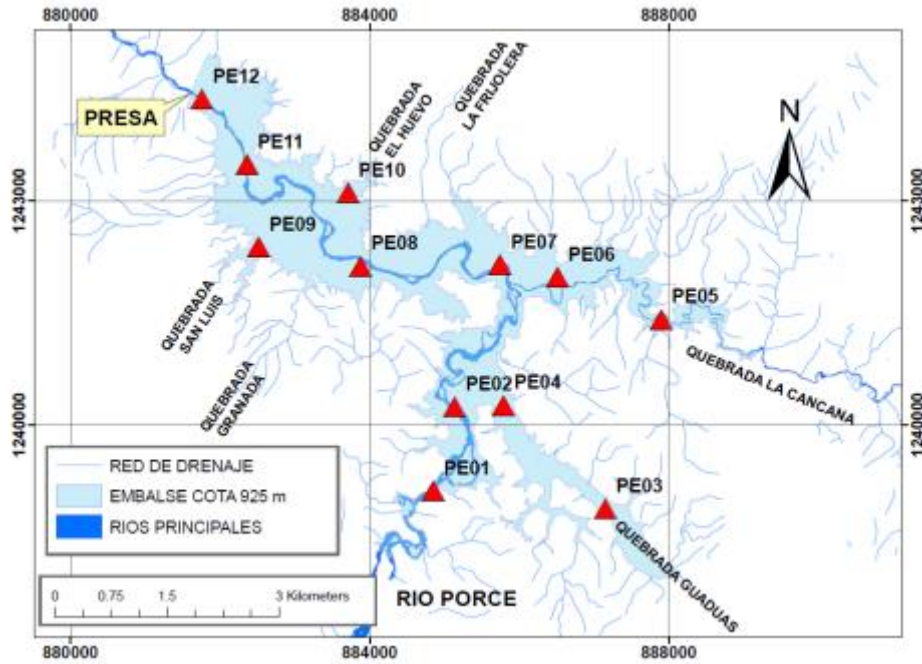 880000 884000 888000
PE12
PRESA
PE11
QUEBRADA
EL HUEVO
QUEBRADA
LA FRIJOLERA
N
PE10
1243000 1243000
PE09
PE08
PE07
PE06
PE05
QUEBRADA
SAN LUIS
QUEBRADA
GRANADA
QUEBRADA LA CANCANA
PE02
PE04
1240000 1240000
PE01
PE03
QUEBRADA GUADUAS
RIO PORCE
RED DE DRENAJE
EMBALSE COTA 925 m
RIOS PRINCIPALES
0 0.75 1.5 3 Kilometers
880000 884000 888000